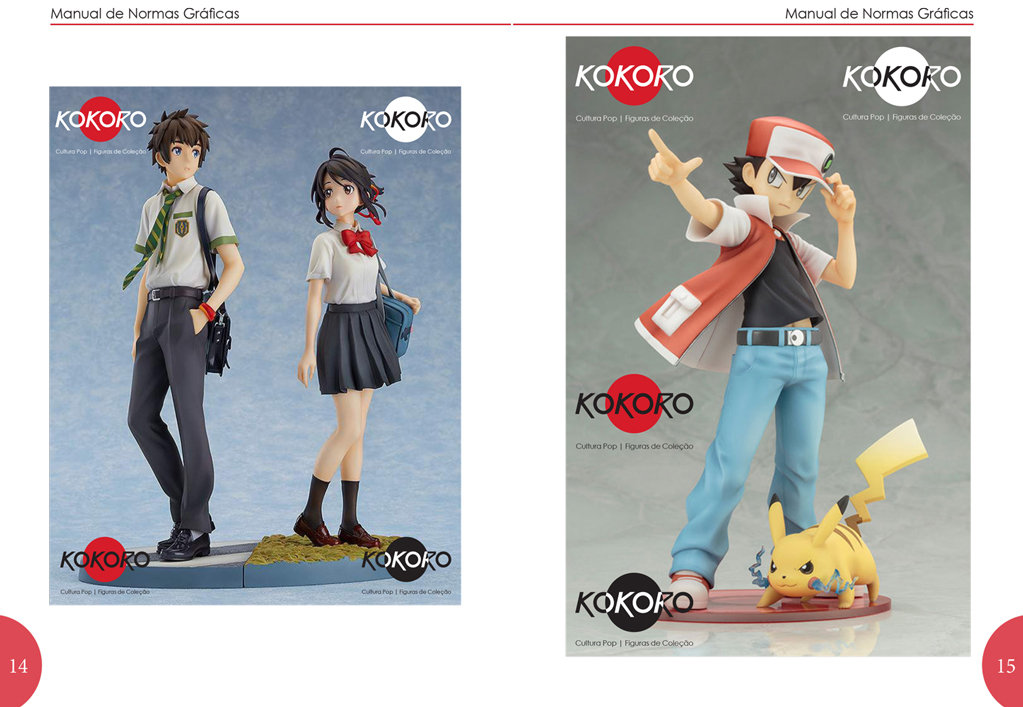 Manual de Normas Gráficas
KOKORO
Cultura Pop | Figuras de Coleção
KOKORO
Cultura Pop | Figuras de Coleção
KOKORO
Cultura Pop | Figuras de Coleção
KOKORO
Cultura Pop | Figuras de Coleção
14
Manual de Normas Gráficas
KOKORO
Cultura Pop | Figuras de Coleção
KOKORO
Cultura Pop | Figuras de Coleção
KOKORO
Cultura Pop | Figuras de Coleção
KOKORO
Cultura Pop | Figuras de Coleção
15